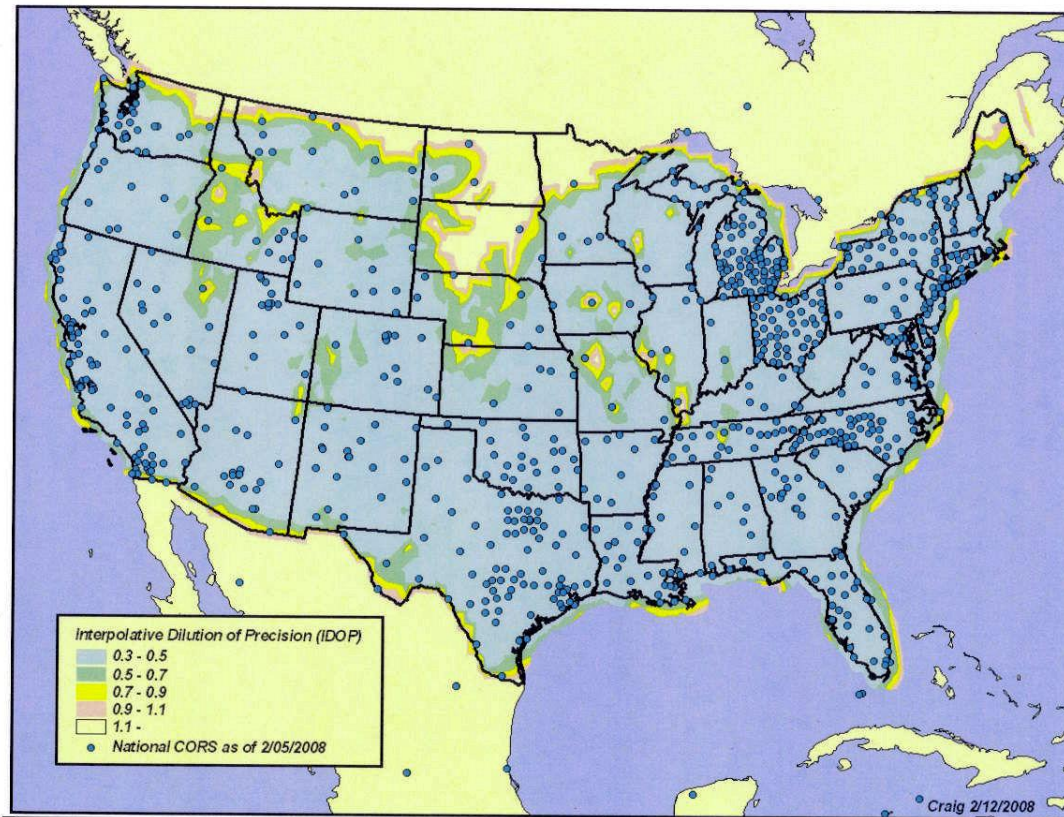 Interpolative Dilution of Precision (IDOP)
0.3 - 0.5
0.5 - 0.7
0.7 - 0.9
0.9 - 1.1
1.1 -
National CORS as of 2/05/2008
Craig 2/12/2008